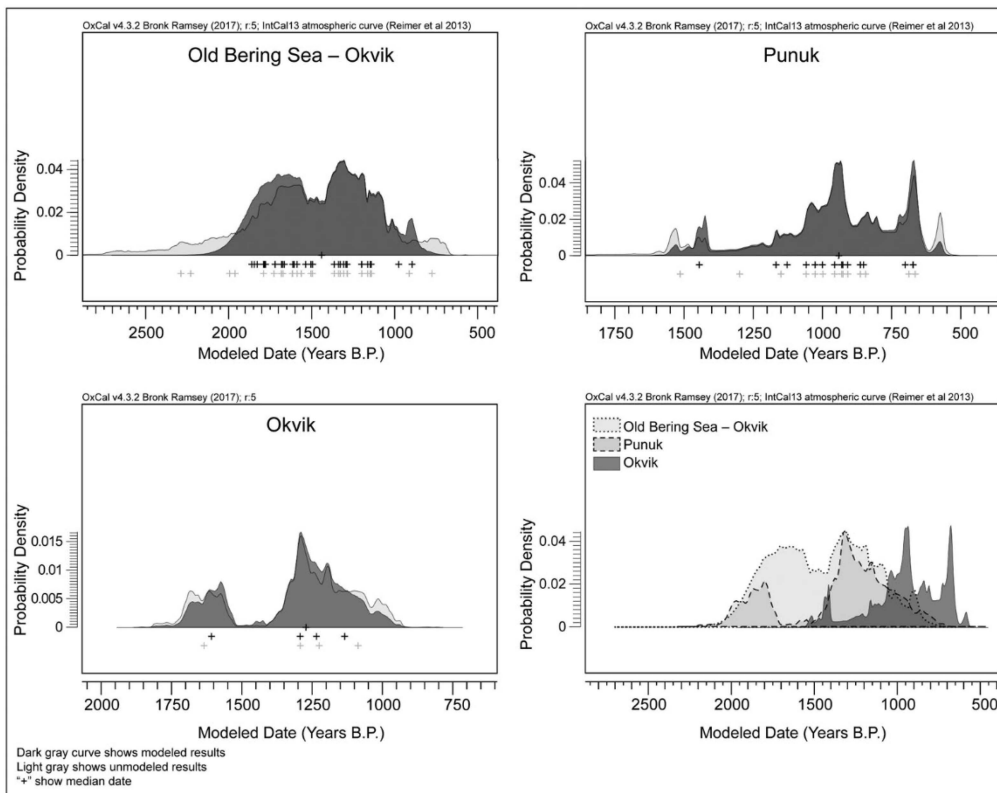 OxCal v4.3.2 Bronk Ramsey (2017); r:5; IntCal13 atmospheric curve (Reimer et al 2013)
Old Bering Sea – Okvik
Probability Density
0.04
0.02
0
2500 2000 1500 1000 500
Modeled Date (Years B.P.)
OxCal v4.3.2 Bronk Ramsey (2017); r:5; IntCal13 atmospheric curve (Reimer et al 2013)
Punuk
Probability Density
0.04
0.02
0
1750 1500 1250 1000 750 500
Modeled Date (Years B.P.)
OxCal v4.3.2 Bronk Ramsey (2017); r:5
Okvik
Probability Density
0.015
0.01
0.005
0
2000 1750 1500 1250 1000 750
Modeled Date (Years B.P.)
OxCal v4.3.2 Bronk Ramsey (2017); r:5; IntCal13 atmospheric curve (Reimer et al 2013)
Old Bering Sea – Okvik
Punuk
Okvik
Probability Density
0.04
0.02
0
2500 2000 1500 1000 500
Modeled Date (Years B.P.)
Dark gray curve shows modeled results
Light gray shows unmodeled results
"+" show median date